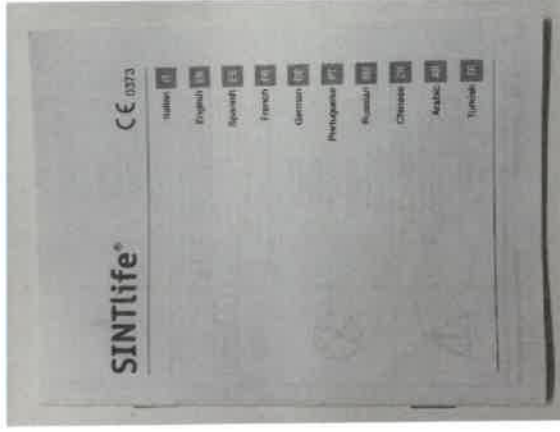 SINTlife® CE 0373
Italian IT
English EN
Spanish ES
French FR
German DE
Portuguese PT
Russian RU
Chinese ZH
Arabic AR
Turkish TR